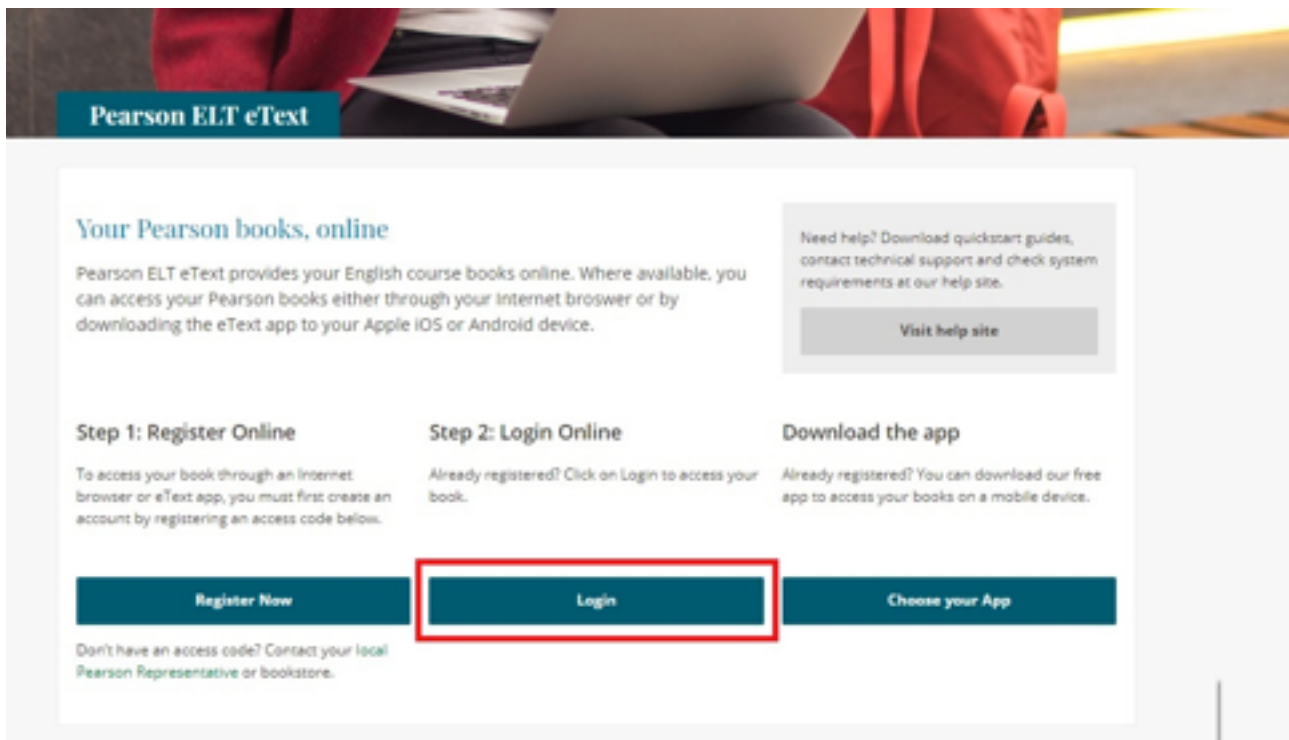 Pearson ELT eText
Your Pearson books, online
Pearson ELT eText provides your English course books online. Where available, you
can access your Pearson books either through your Internet broswer or by
downloading the eText app to your Apple iOS or Android device.
Need help? Download quickstart guides,
contact technical support and check system
requirements at our help site.
Visit help site
Step 1: Register Online
To access your book through an Internet
browser or eText app, you must first create an
account by registering an access code below.
Register Now
Don't have an access code? Contact your local
Pearson Representative or bookstore.
Step 2: Login Online
Already registered? Click on Login to access your
book.
Login
Download the app
Already registered? You can download our free
app to access your books on a mobile device.
Choose your App